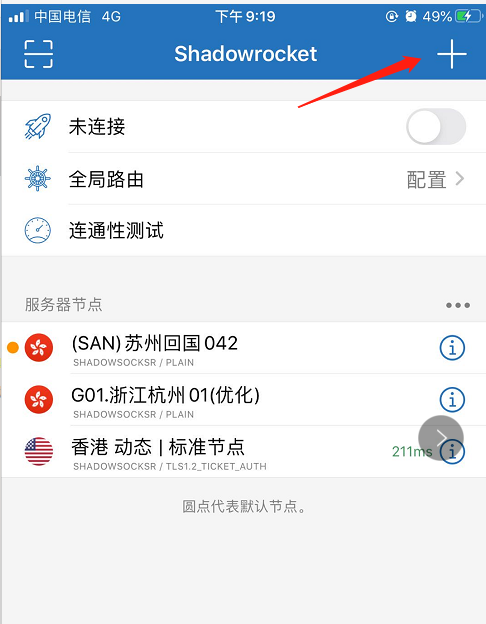 中国电信 4G 下午 9:19 49%
Shadowrocket
未连接
全局路由 配置
连通性测试
服务器节点
(SAN) 苏州回国 042
SHADOWSOCKSR / PLAIN
G01.浙江杭州 01(优化)
SHADOWSOCKSR / PLAIN
香港 动态 | 标准节点 211ms
SHADOWSOCKSR / TLS1.2_TICKET_AUTH
圆点代表默认节点。